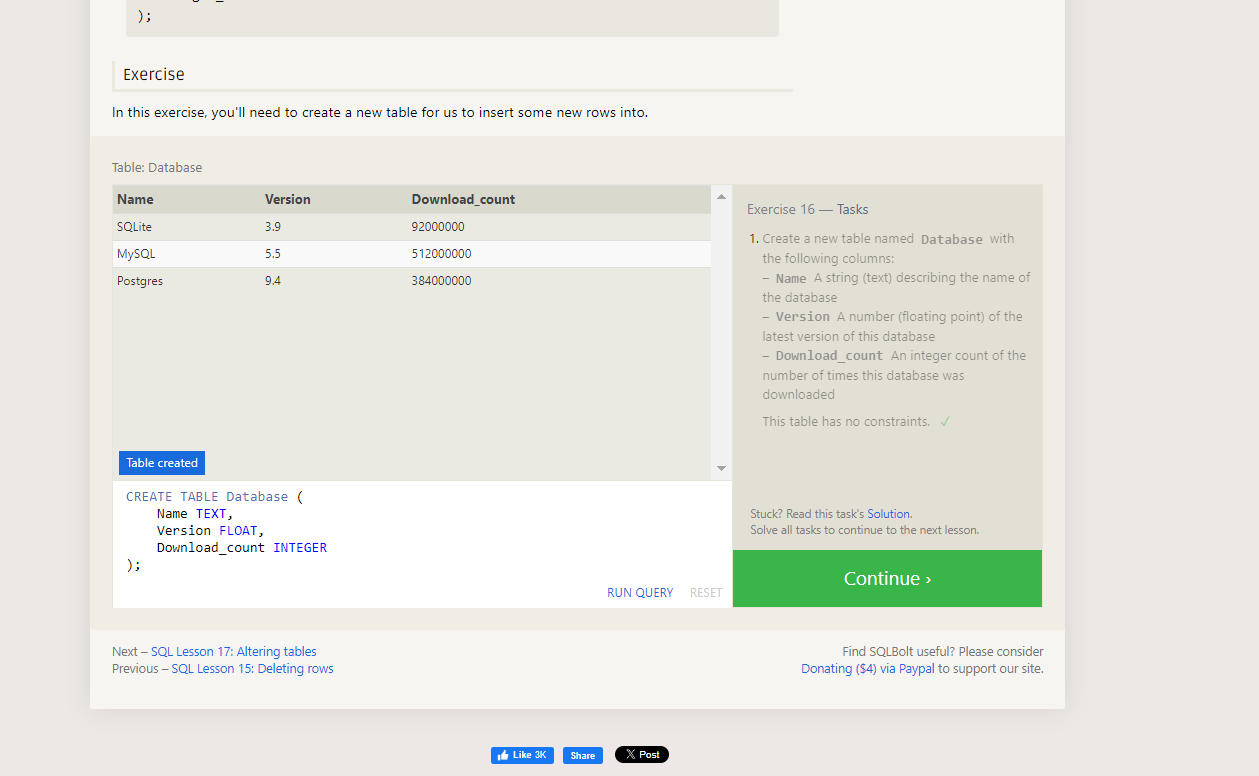 );
Exercise
In this exercise, you'll need to create a new table for us to insert some new rows into.
Table: Database
Name Version Download_count
SQLite 3.9 92000000
MySQL 5.5 512000000
Postgres 9.4 384000000
Table created
CREATE TABLE Database (
    Name TEXT,
    Version FLOAT,
    Download_count INTEGER
);
RUN QUERY RESET
Exercise 16 — Tasks
1. Create a new table named Database with
the following columns:
– Name A string (text) describing the name of
the database
– Version A number (floating point) of the
latest version of this database
– Download_count An integer count of the
number of times this database was
downloaded
This table has no constraints. ✓
Stuck? Read this task's Solution.
Solve all tasks to continue to the next lesson.
Continue ›
Next – SQL Lesson 17: Altering tables
Previous – SQL Lesson 15: Deleting rows
Find SQLBolt useful? Please consider
Donating ($4) via Paypal to support our site.
Like 3K Share X Post